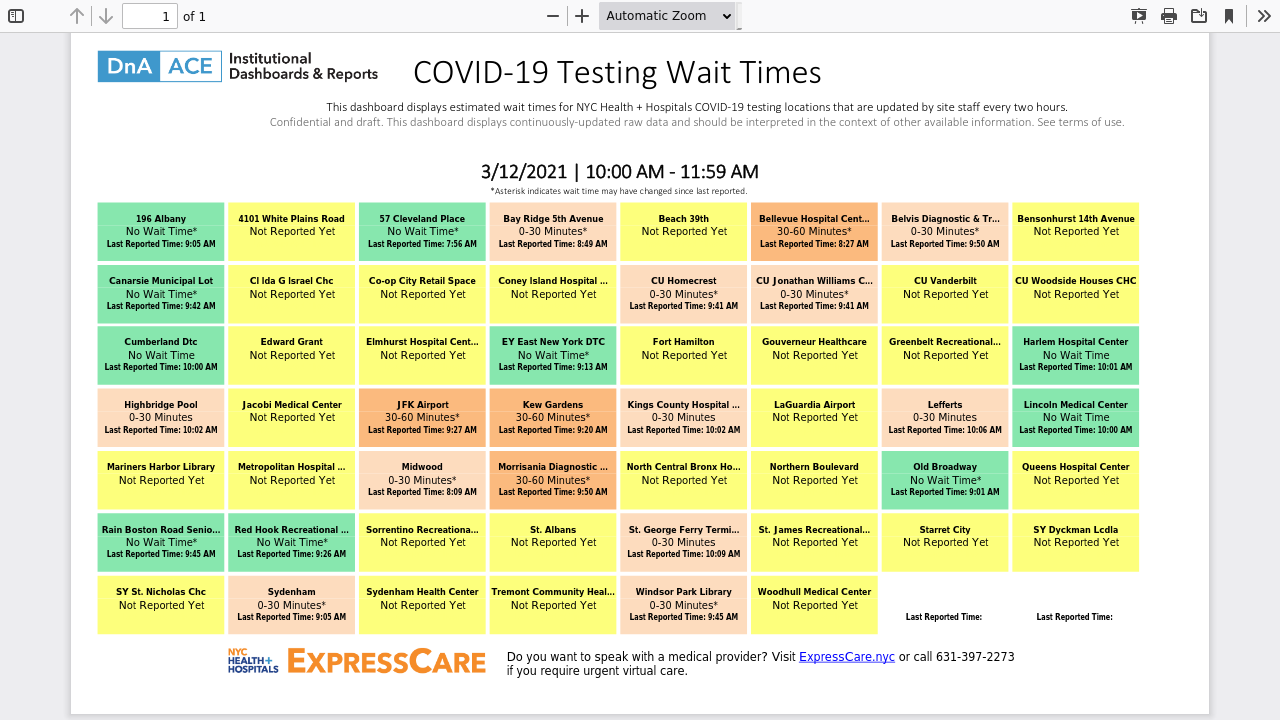 1 of 1
Automatic Zoom
DnA ACE Institutional
Dashboards & Reports
COVID-19 Testing Wait Times
This dashboard displays estimated wait times for NYC Health + Hospitals COVID-19 testing locations that are updated by site staff every two hours.
Confidential and draft. This dashboard displays continuously-updated raw data and should be interpreted in the context of other available information. See terms of use.
3/12/2021 | 10:00 AM - 11:59 AM
*Asterisk indicates wait time may have changed since last reported.
196 Albany
No Wait Time*
Last Reported Time: 9:05 AM
4101 White Plains Road
Not Reported Yet
57 Cleveland Place
No Wait Time*
Last Reported Time: 7:56 AM
Bay Ridge 5th Avenue
0-30 Minutes*
Last Reported Time: 8:49 AM
Beach 39th
Not Reported Yet
Bellevue Hospital Cent...
30-60 Minutes*
Last Reported Time: 8:27 AM
Belvis Diagnostic & Tr...
0-30 Minutes*
Last Reported Time: 9:50 AM
Bensonhurst 14th Avenue
Not Reported Yet
Canarsie Municipal Lot
No Wait Time*
Last Reported Time: 9:42 AM
Cl Ida G Israel Chc
Not Reported Yet
Co-op City Retail Space
Not Reported Yet
Coney Island Hospital ...
Not Reported Yet
CU Homecrest
0-30 Minutes*
Last Reported Time: 9:41 AM
CU Jonathan Williams C...
0-30 Minutes*
Last Reported Time: 9:41 AM
CU Vanderbilt
Not Reported Yet
CU Woodside Houses CHC
Not Reported Yet
Cumberland Dtc
No Wait Time
Last Reported Time: 10:00 AM
Edward Grant
Not Reported Yet
Elmhurst Hospital Cent...
Not Reported Yet
EY East New York DTC
No Wait Time*
Last Reported Time: 9:13 AM
Fort Hamilton
Not Reported Yet
Gouverneur Healthcare
Not Reported Yet
Greenbelt Recreational...
Not Reported Yet
Harlem Hospital Center
No Wait Time
Last Reported Time: 10:01 AM
Highbridge Pool
0-30 Minutes
Last Reported Time: 10:02 AM
Jacobi Medical Center
Not Reported Yet
JFK Airport
30-60 Minutes*
Last Reported Time: 9:27 AM
Kew Gardens
30-60 Minutes*
Last Reported Time: 9:20 AM
Kings County Hospital ...
0-30 Minutes
Last Reported Time: 10:02 AM
LaGuardia Airport
Not Reported Yet
Lefferts
0-30 Minutes
Last Reported Time: 10:06 AM
Lincoln Medical Center
No Wait Time
Last Reported Time: 10:00 AM
Mariners Harbor Library
Not Reported Yet
Metropolitan Hospital ...
Not Reported Yet
Midwood
0-30 Minutes*
Last Reported Time: 8:09 AM
Morrisania Diagnostic ...
30-60 Minutes*
Last Reported Time: 9:50 AM
North Central Bronx Ho...
Not Reported Yet
Northern Boulevard
Not Reported Yet
Old Broadway
No Wait Time*
Last Reported Time: 9:01 AM
Queens Hospital Center
Not Reported Yet
Rain Boston Road Senio...
No Wait Time*
Last Reported Time: 9:45 AM
Red Hook Recreational ...
No Wait Time*
Last Reported Time: 9:26 AM
Sorrentino Recreationa...
Not Reported Yet
St. Albans
Not Reported Yet
St. George Ferry Termi...
0-30 Minutes
Last Reported Time: 10:09 AM
St. James Recreational...
Not Reported Yet
Starret City
Not Reported Yet
SY Dyckman Lcdla
Not Reported Yet
SY St. Nicholas Chc
Not Reported Yet
Sydenham
0-30 Minutes*
Last Reported Time: 9:05 AM
Sydenham Health Center
Not Reported Yet
Tremont Community Heal...
Not Reported Yet
Windsor Park Library
0-30 Minutes*
Last Reported Time: 9:45 AM
Woodhull Medical Center
Not Reported Yet
Last Reported Time:
Last Reported Time:
NYC
HEALTH+
HOSPITALS
EXPRESSCARE
Do you want to speak with a medical provider? Visit ExpressCare.nyc or call 631-397-2273
if you require urgent virtual care.